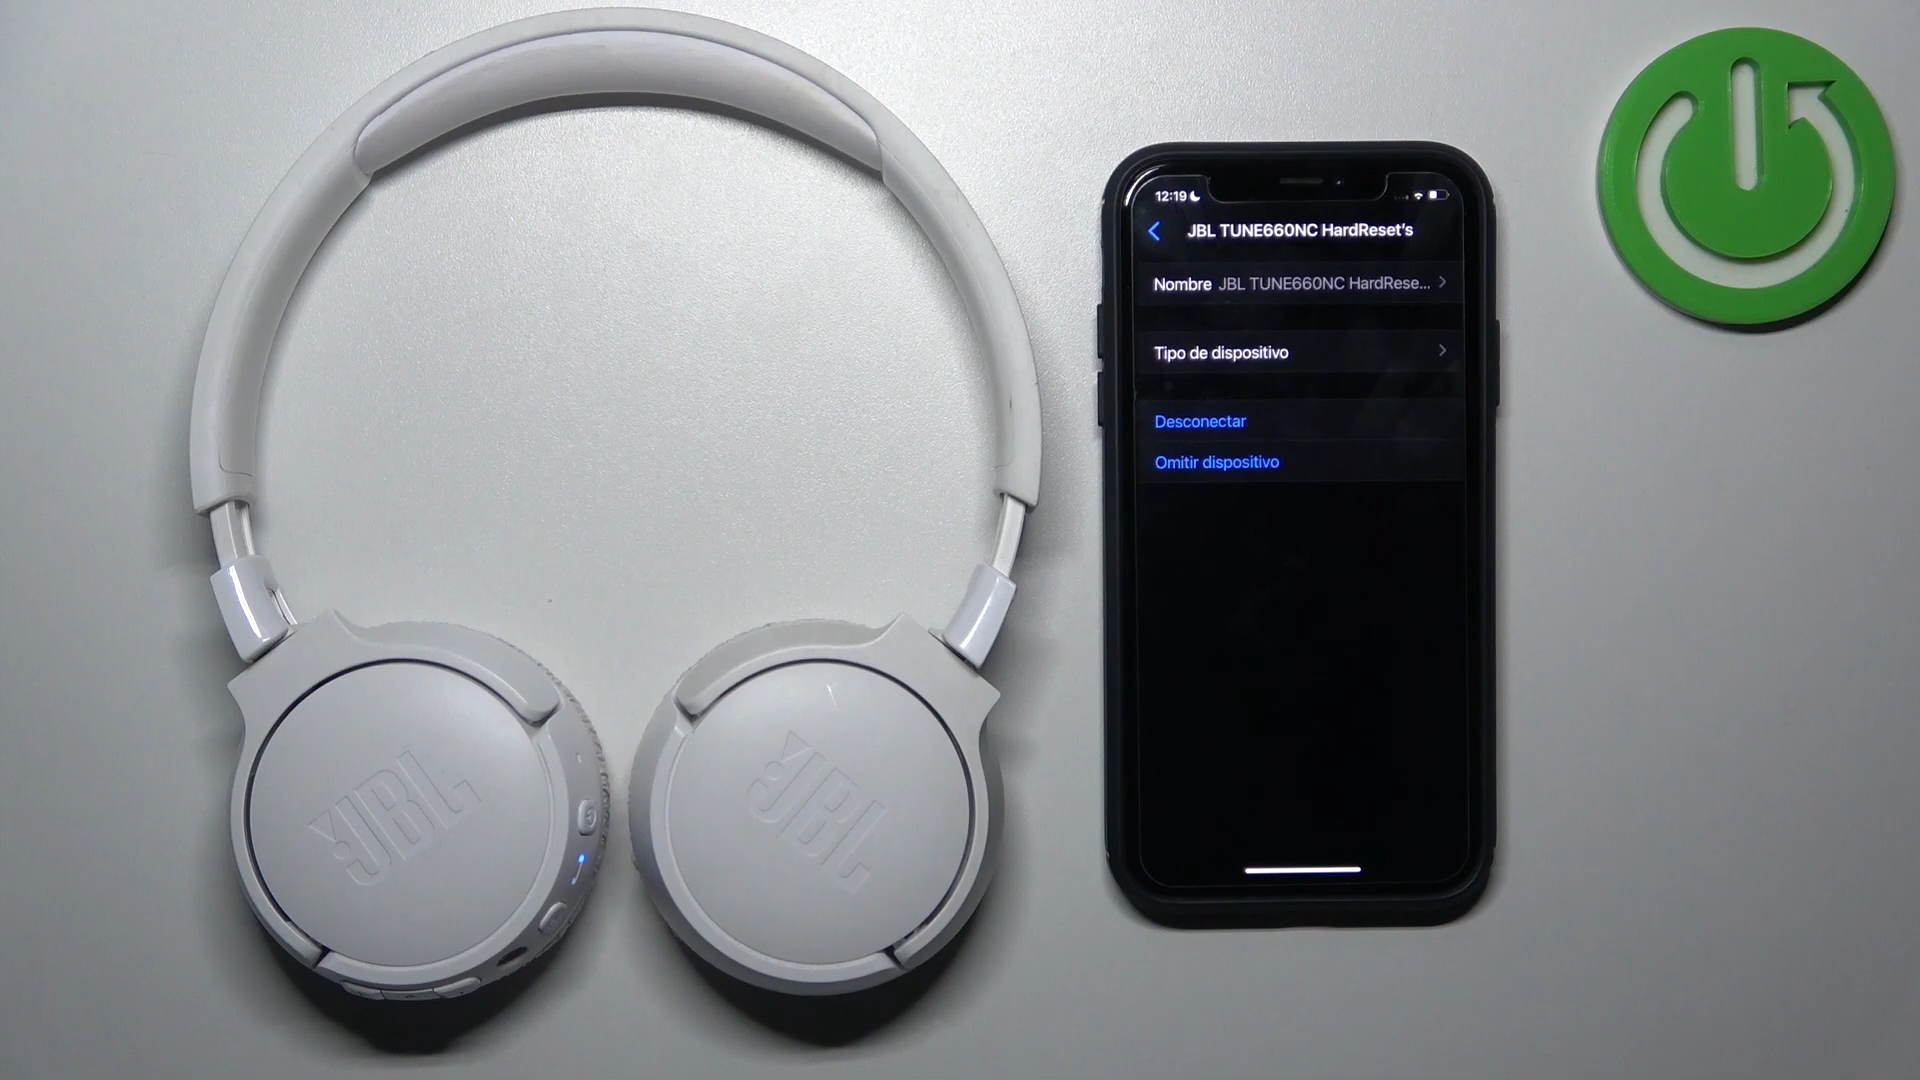 12:19
JBL TUNE660NC HardReset's
Nombre JBL TUNE660NC HardRese...
Tipo de dispositivo
Desconectar
Omitir dispositivo
JBL
JBL